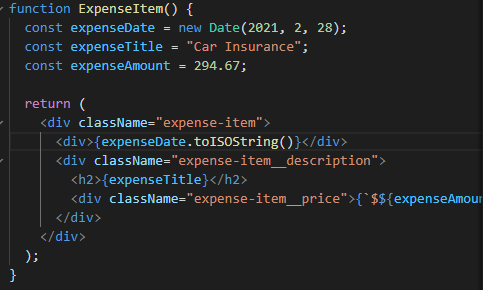 function ExpenseItem() {
const expenseDate = new Date(2021, 2, 28);
const expenseTitle = "Car Insurance";
const expenseAmount = 294.67;
return (
<div className="expense-item">
<div>{expenseDate.toISOString()}</div>
<div className="expense-item__description">
<h2>{expenseTitle}</h2>
<div className="expense-item__price">{`$${expenseAmoun
</div>
</div>
);
}